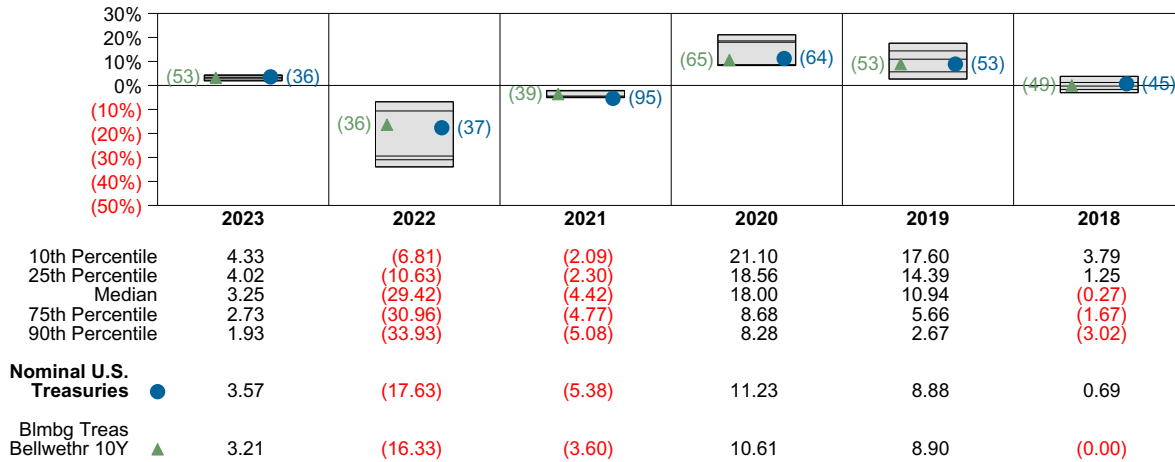 30%
20%
10%
0%
(10%)
(20%)
(30%)
(40%)
(50%)
(53) (36)
(36) (37)
(39) (95)
(65) (64)
(53) (53)
(49) (45)
2023 2022 2021 2020 2019 2018
10th Percentile 4.33 (6.81) (2.09) 21.10 17.60 3.79
25th Percentile 4.02 (10.63) (2.30) 18.56 14.39 1.25
Median 3.25 (29.42) (4.42) 18.00 10.94 (0.27)
75th Percentile 2.73 (30.96) (4.77) 8.68 5.66 (1.67)
90th Percentile 1.93 (33.93) (5.08) 8.28 2.67 (3.02)
Nominal U.S.
Treasuries 3.57 (17.63) (5.38) 11.23 8.88 0.69
Blmbg Treas
Bellwethr 10Y 3.21 (16.33) (3.60) 10.61 8.90 (0.00)